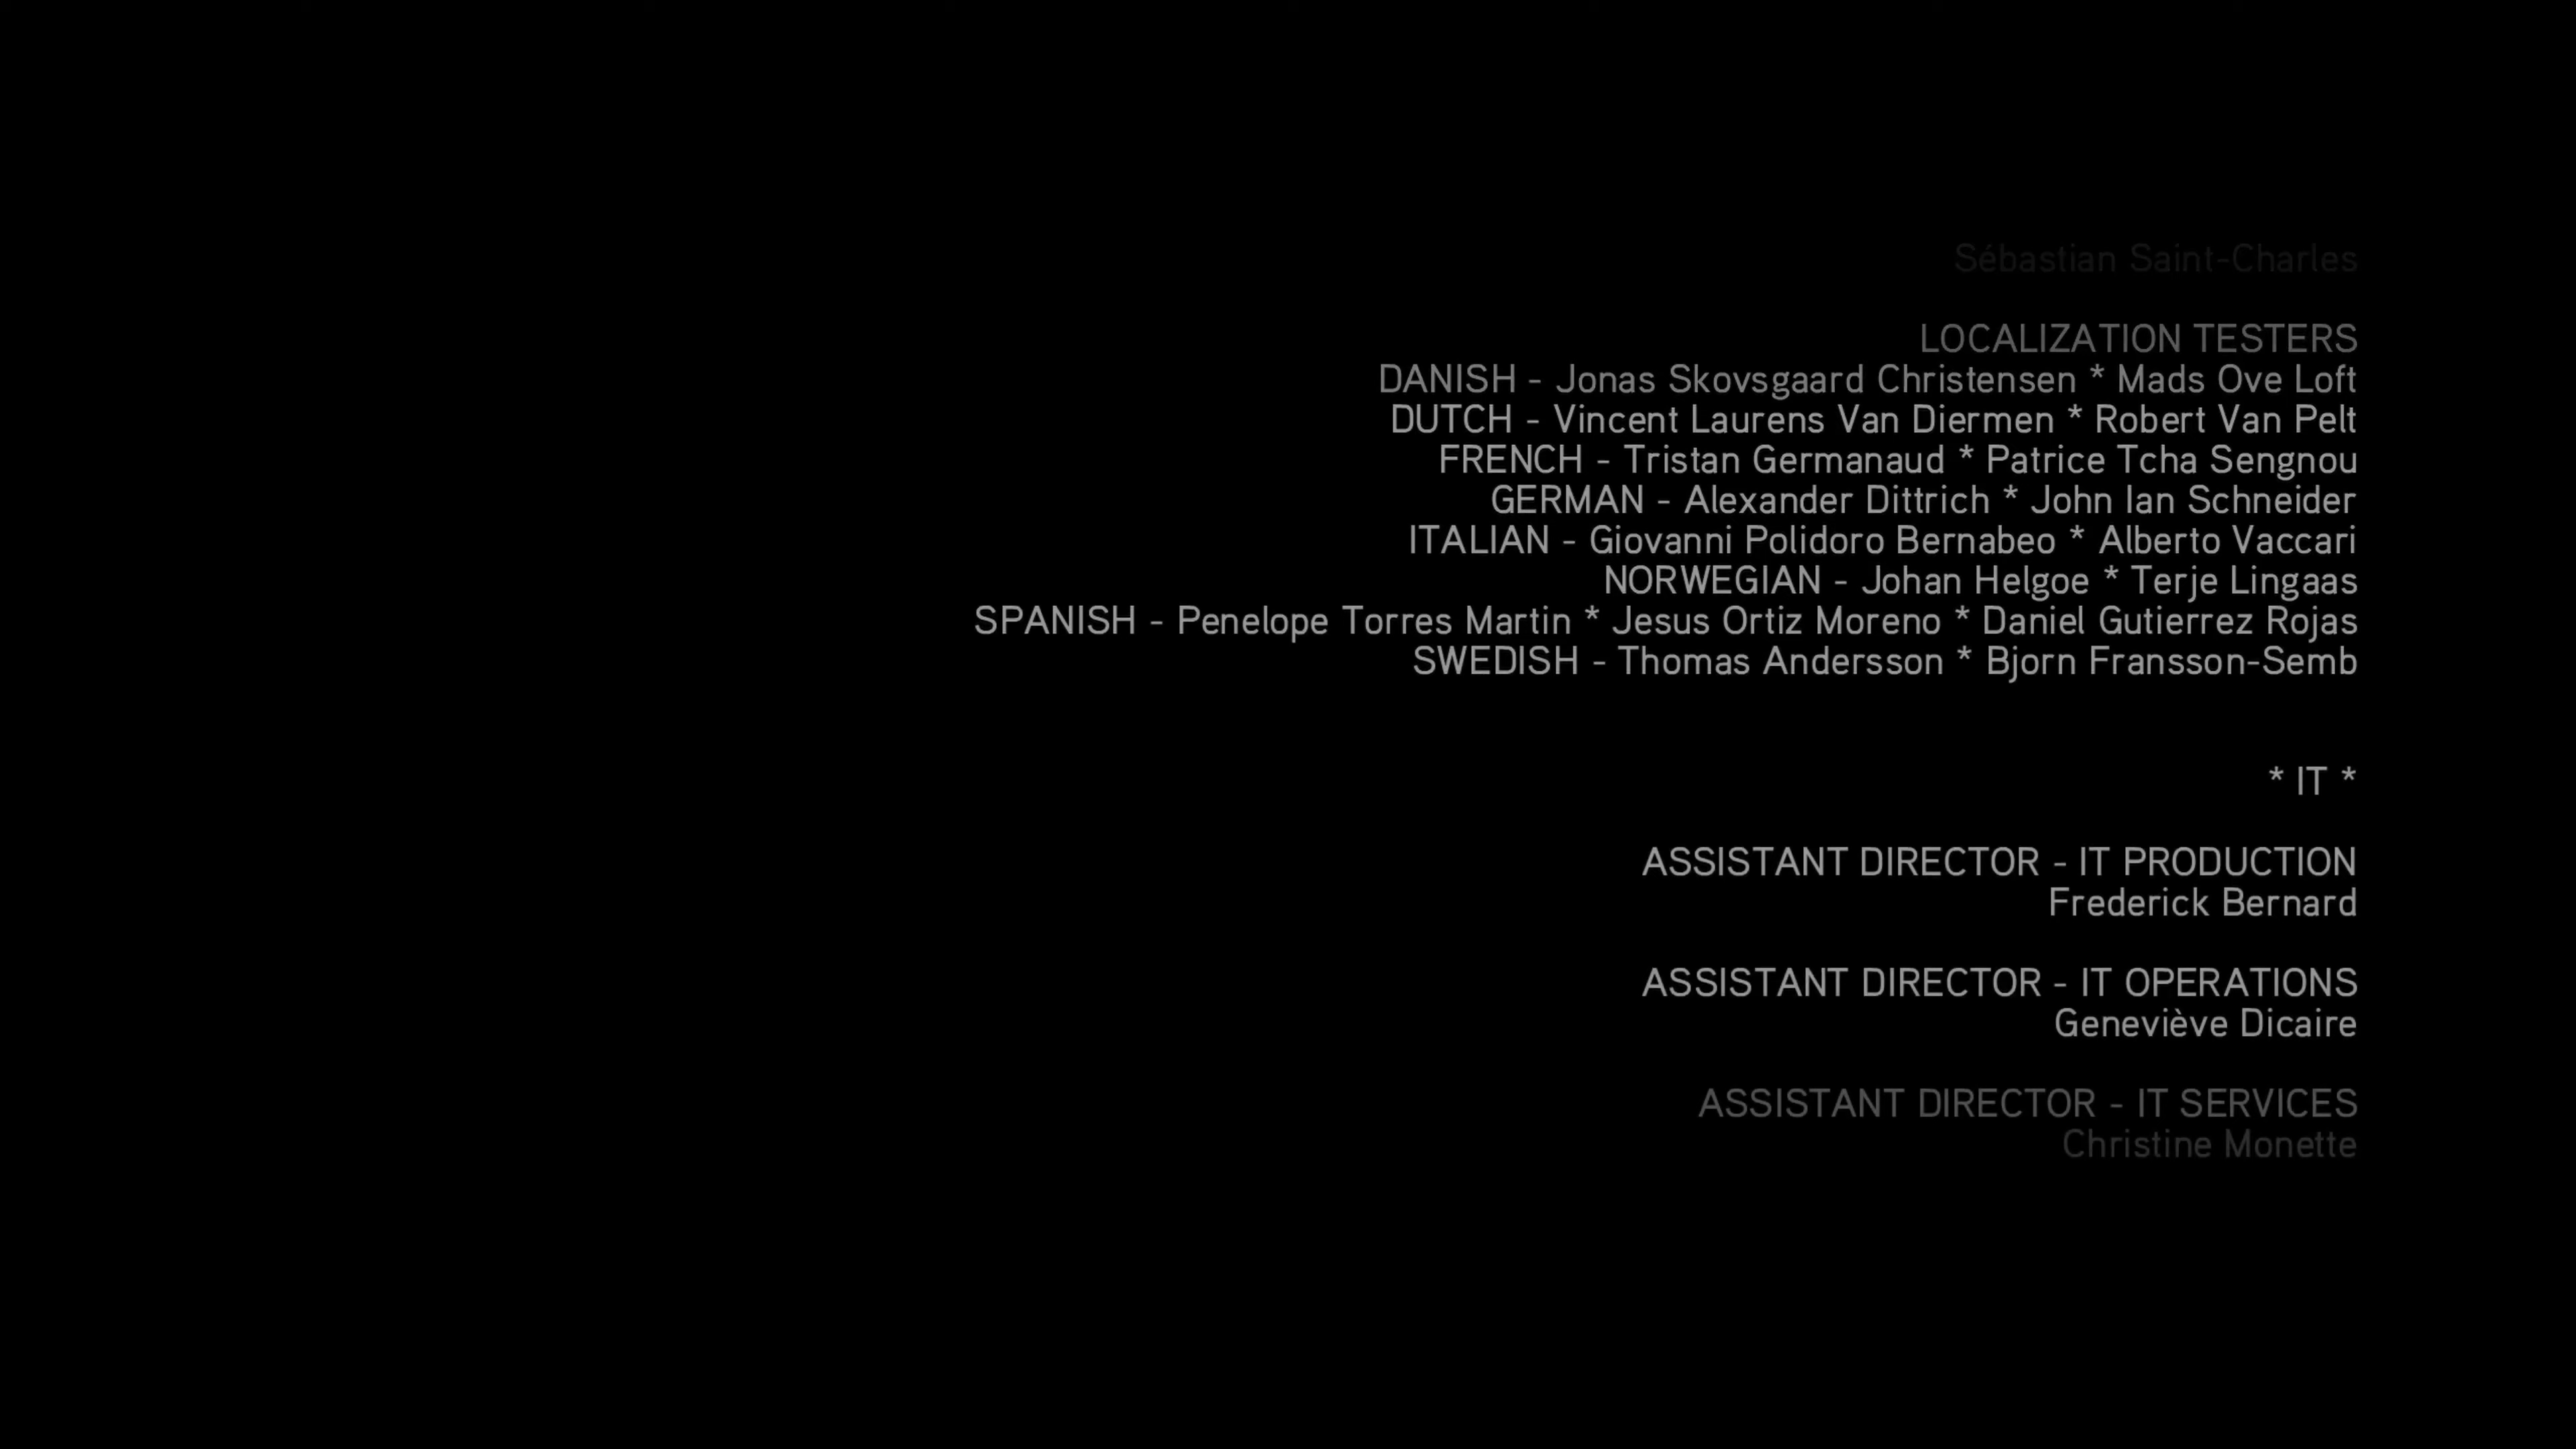 Sébastian Saint-Charles
LOCALIZATION TESTERS
DANISH - Jonas Skovsgaard Christensen * Mads Ove Loft
DUTCH - Vincent Laurens Van Diermen * Robert Van Pelt
FRENCH - Tristan Germanaud * Patrice Tcha Sengnou
GERMAN - Alexander Dittrich * John Ian Schneider
ITALIAN - Giovanni Polidoro Bernabeo * Alberto Vaccari
NORWEGIAN - Johan Helgoe * Terje Lingaas
SPANISH - Penelope Torres Martin * Jesus Ortiz Moreno * Daniel Gutierrez Rojas
SWEDISH - Thomas Andersson * Bjorn Fransson-Semb
* IT *
ASSISTANT DIRECTOR - IT PRODUCTION
Frederick Bernard
ASSISTANT DIRECTOR - IT OPERATIONS
Geneviève Dicaire
ASSISTANT DIRECTOR - IT SERVICES
Christine Monette